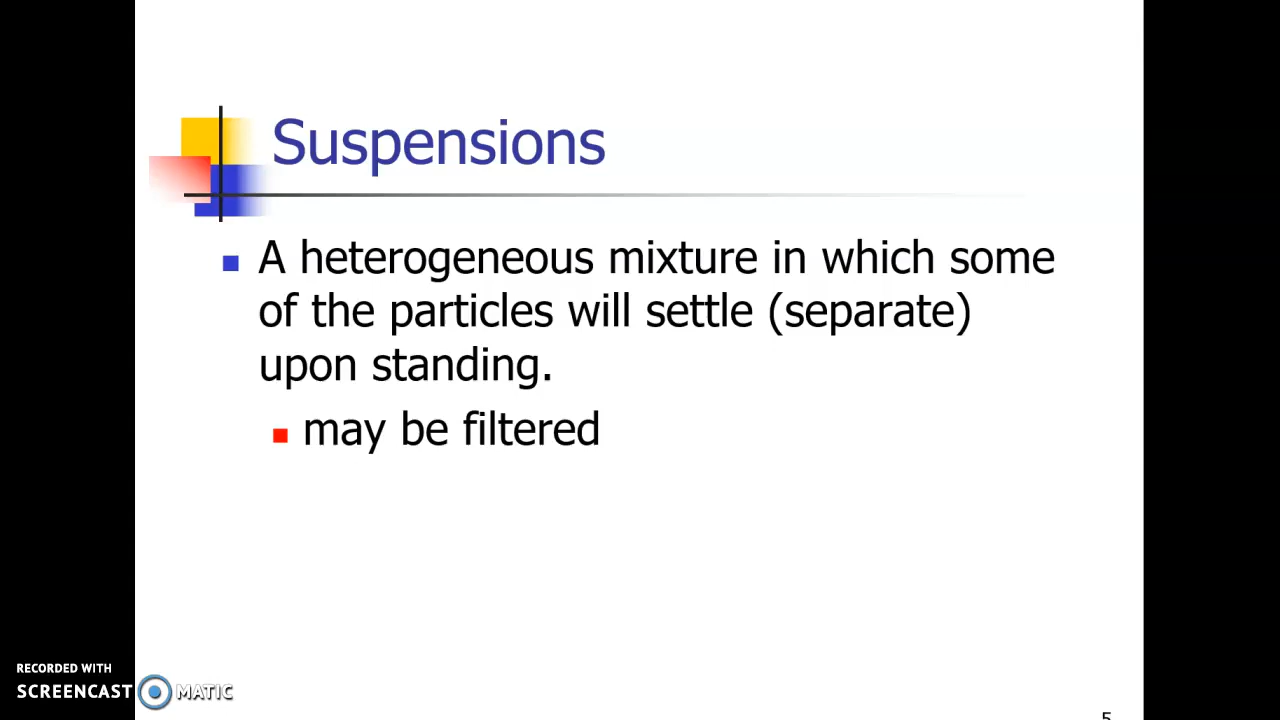 Suspensions
A heterogeneous mixture in which some
of the particles will settle (separate)
upon standing.
may be filtered
RECORDED WITH
SCREENCAST MATIC
5